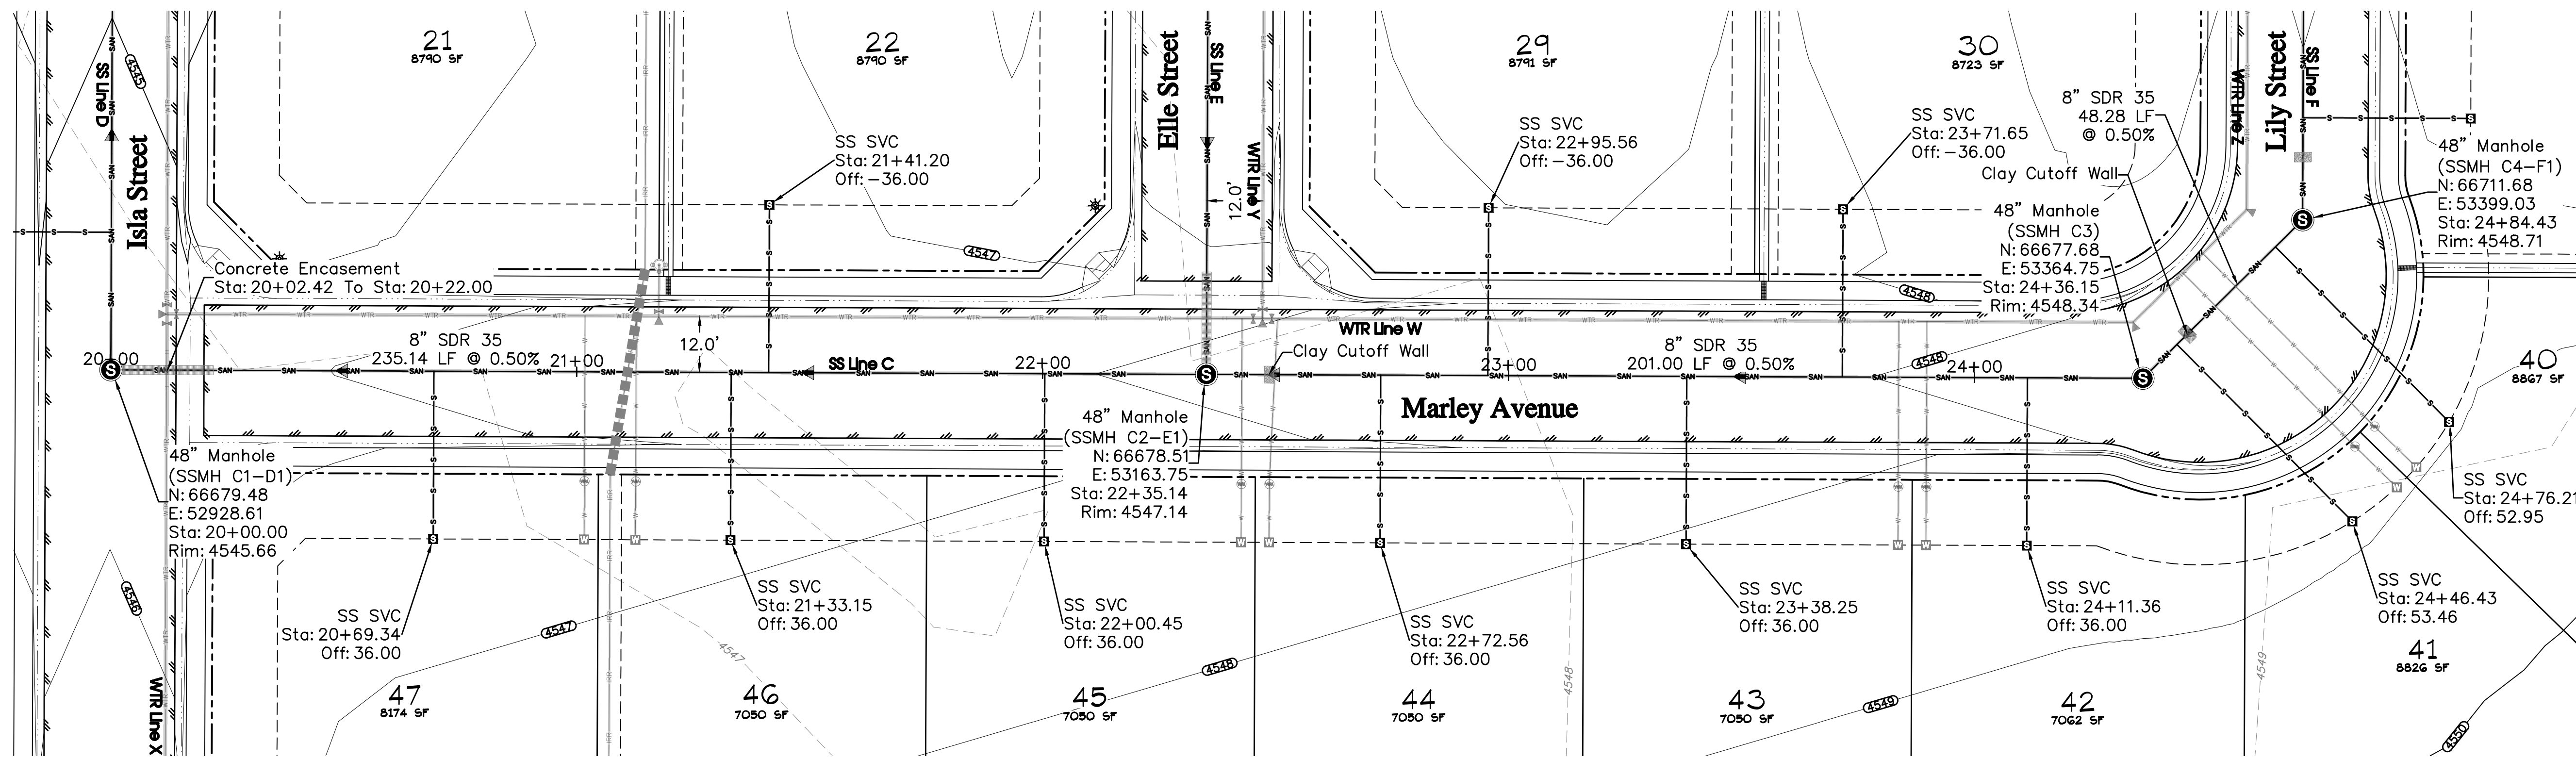 21
8790 SF
22
8790 SF
29
8791 SF
30
8723 SF
4545
SS Line D
Isla Street
Elle Street
SS Line E
WTR Line Y
12.0'
WTR Line Z
Lily Street
SS Line F
SS SVC
Sta: 21+41.20
Off: -36.00
SS SVC
Sta: 22+95.56
Off: -36.00
SS SVC
Sta: 23+71.65
Off: -36.00
8" SDR 35
48.28 LF
@ 0.50%
Clay Cutoff Wall
48" Manhole
(SSMH C3)
N: 66677.68
E: 53364.75
Sta: 24+36.15
Rim: 4548.34
48" Manhole
(SSMH C4-F1)
N: 66711.68
E: 53399.03
Sta: 24+84.43
Rim: 4548.71
Concrete Encasement
Sta: 20+02.42 To Sta: 20+22.00
4547
4548
8" SDR 35
235.14 LF @ 0.50%
20+00
21+00
12.0'
SS Line C
22+00
WTR Line W
Clay Cutoff Wall
23+00
8" SDR 35
201.00 LF @ 0.50%
4548
24+00
Marley Avenue
40
8867 SF
48" Manhole
(SSMH C1-D1)
N: 66679.48
E: 52928.61
Sta: 20+00.00
Rim: 4545.66
48" Manhole
(SSMH C2-E1)
N: 66678.51
E: 53163.75
Sta: 22+35.14
Rim: 4547.14
SS SVC
Sta: 24+76.21
Off: 52.95
4546
SS SVC
Sta: 20+69.34
Off: 36.00
SS SVC
Sta: 21+33.15
Off: 36.00
SS SVC
Sta: 22+00.45
Off: 36.00
SS SVC
Sta: 22+72.56
Off: 36.00
SS SVC
Sta: 23+38.25
Off: 36.00
SS SVC
Sta: 24+11.36
Off: 36.00
SS SVC
Sta: 24+46.43
Off: 53.46
4547
4547
4548
4548
4549
4549
4550
WTR Line X
47
8174 SF
46
7050 SF
45
7050 SF
44
7050 SF
43
7050 SF
42
7062 SF
41
8826 SF